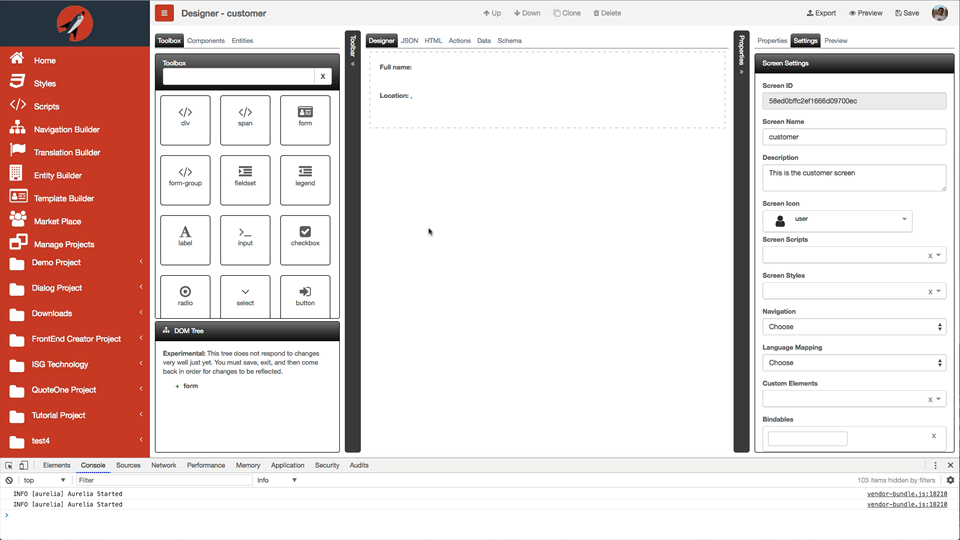 Designer - customer
Up
Down
Clone
Delete
Export
Preview
Save
Home
Styles
Scripts
Navigation Builder
Translation Builder
Entity Builder
Template Builder
Market Place
Manage Projects
Demo Project
Dialog Project
Downloads
FrontEnd Creator Project
ISG Technology
QuoteOne Project
Tutorial Project
test4
Toolbox
Components
Entities
Toolbox
X
div
span
form
form-group
fieldset
legend
label
input
checkbox
radio
select
button
DOM Tree
Experimental: This tree does not respond to changes
very well just yet. You must save, exit, and then come
back in order for changes to be reflected.
+ form
Toolbar
Designer
JSON
HTML
Actions
Data
Schema
Full name:
Location: ,
Properties
Properties
Settings
Preview
Screen Settings
Screen ID
58ed0bffc2ef1666d09700ec
Screen Name
customer
Description
This is the customer screen
Screen Icon
user
Screen Scripts
x
Screen Styles
x
Navigation
Choose
Language Mapping
Choose
Custom Elements
x
Bindables
X
Elements
Console
Sources
Network
Performance
Memory
Application
Security
Audits
top
Filter
Info
103 items hidden by filters
INFO [aurelia] Aurelia Started
vendor-bundle.js:18210
INFO [aurelia] Aurelia Started
vendor-bundle.js:18210